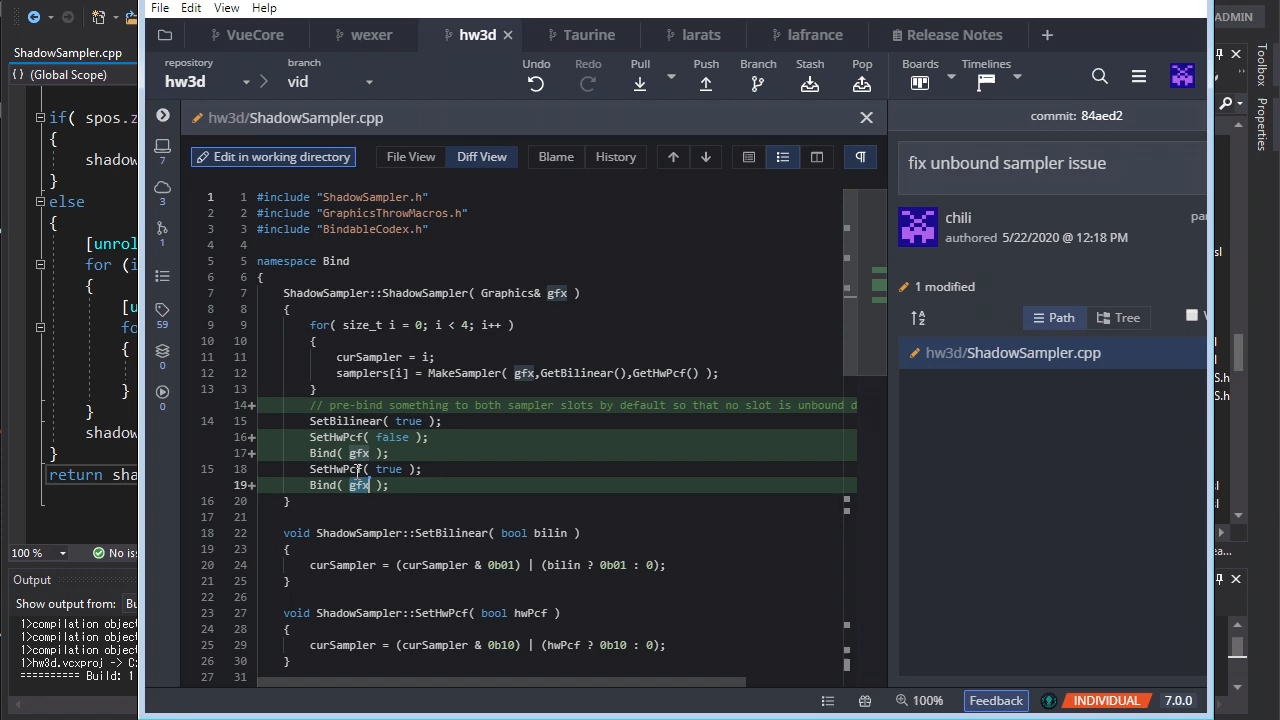 File Edit View Help
VueCore wexer hw3d Taurine larats lafrance Release Notes
ADMIN
ShadowSampler.cpp
(Global Scope)
repository branch
hw3d vid
Undo Redo Pull Push Branch Stash Pop Boards Timelines
Toolbox
Properties
hw3d/ShadowSampler.cpp
Edit in working directory File View Diff View Blame History
7
3
1
59
0
0
if( spos.z
{
shadow
}
else
{
[unrol
for (i
{
[u
fo
{
}
}
shadow
}
return sha
1 1 #include "ShadowSampler.h"
2 2 #include "GraphicsThrowMacros.h"
3 3 #include "BindableCodex.h"
4 4
5 5 namespace Bind
6 6 {
7 7 ShadowSampler::ShadowSampler( Graphics& gfx )
8 8 {
9 9 for( size_t i = 0; i < 4; i++ )
10 10 {
11 11 curSampler = i;
12 12 samplers[i] = MakeSampler( gfx,GetBilinear(),GetHwPcf() );
13 13 }
14+ // pre-bind something to both sampler slots by default so that no slot is unbound d
14 15 SetBilinear( true );
16+ SetHwPcf( false );
17+ Bind( gfx );
15 18 SetHwPcf( true );
19+ Bind( gfx );
16 20 }
17 21
18 22 void ShadowSampler::SetBilinear( bool bilin )
19 23 {
20 24 curSampler = (curSampler & 0b01) | (bilin ? 0b01 : 0);
21 25 }
22 26
23 27 void ShadowSampler::SetHwPcf( bool hwPcf )
24 28 {
25 29 curSampler = (curSampler & 0b10) | (hwPcf ? 0b10 : 0);
26 30 }
27 31
commit: 84aed2
fix unbound sampler issue
chili
authored 5/22/2020 @ 12:18 PM
1 modified
Path Tree
hw3d/ShadowSampler.cpp
100 % No iss
Output
Show output from: Bu
1>compilation object
1>compilation object
1>compilation object
1>hw3d.vcxproj -> C:
========== Build: 1
100% Feedback INDIVIDUAL 7.0.0